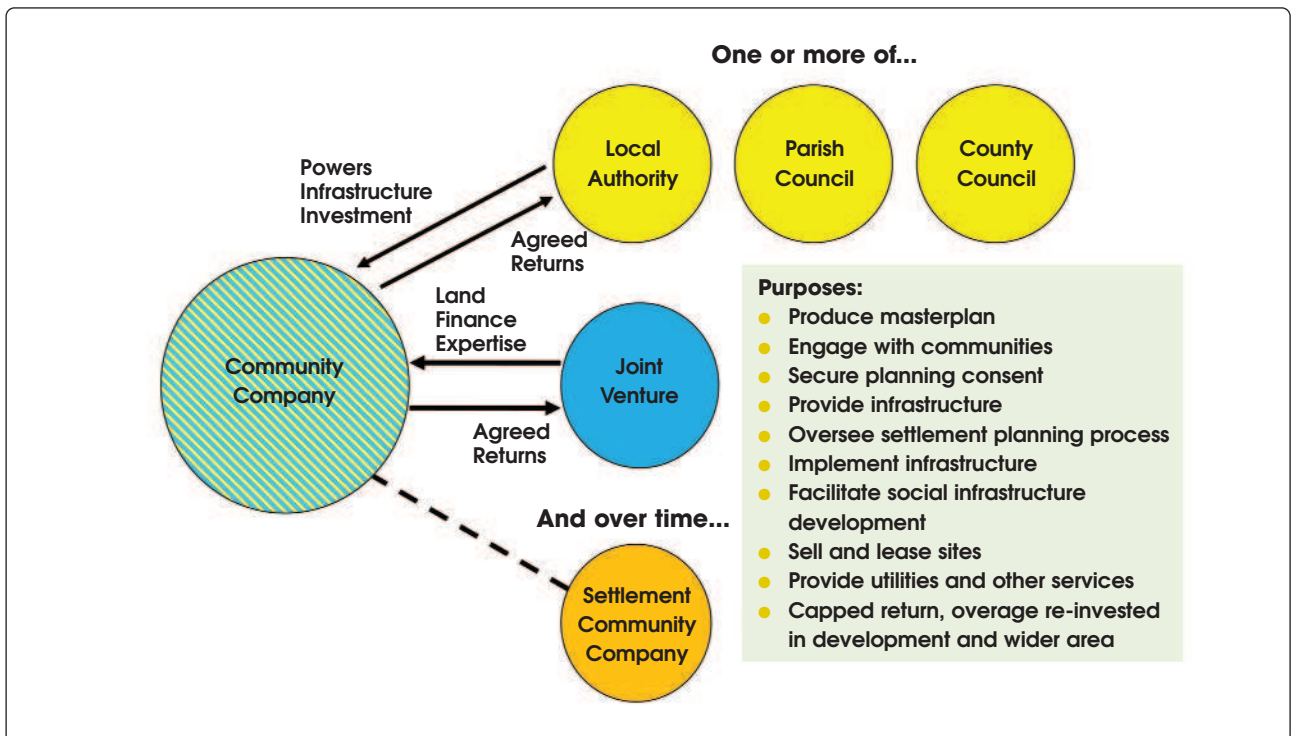 One or more of...
Local
Authority
Parish
Council
County
Council
Powers
Infrastructure
Investment
Agreed
Returns
Land
Finance
Expertise
Community
Company
Joint
Venture
Agreed
Returns
And over time...
Settlement
Community
Company
Purposes:
● Produce masterplan
● Engage with communities
● Secure planning consent
● Provide infrastructure
● Oversee settlement planning process
● Implement infrastructure
● Facilitate social infrastructure
development
● Sell and lease sites
● Provide utilities and other services
● Capped return, overage re-invested
in development and wider area